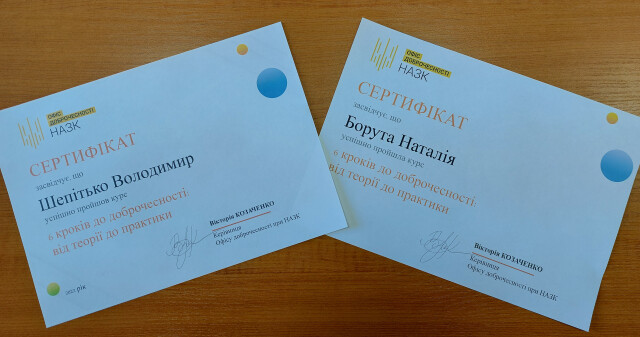 ОФІС
ДОБРОЧЕСНОСТІ
НАЗК
СЕРТИФІКАТ
засвідчує, що
Шепітько Володимир
успішно пройшов курс
6 кроків до доброчесності:
від теорії до практики
Вікторія КОЗАЧЕНКО
Керівниця
Офісу доброчесності при НАЗК
рік
ОФІС
ДОБРОЧЕСНОСТІ
НАЗК
СЕРТИФІКАТ
засвідчує, що
Борута Наталія
успішно пройшла курс
6 кроків до доброчесності:
від теорії до практики
Вікторія КОЗАЧЕНКО
Керівниця
Офісу доброчесності при НАЗК